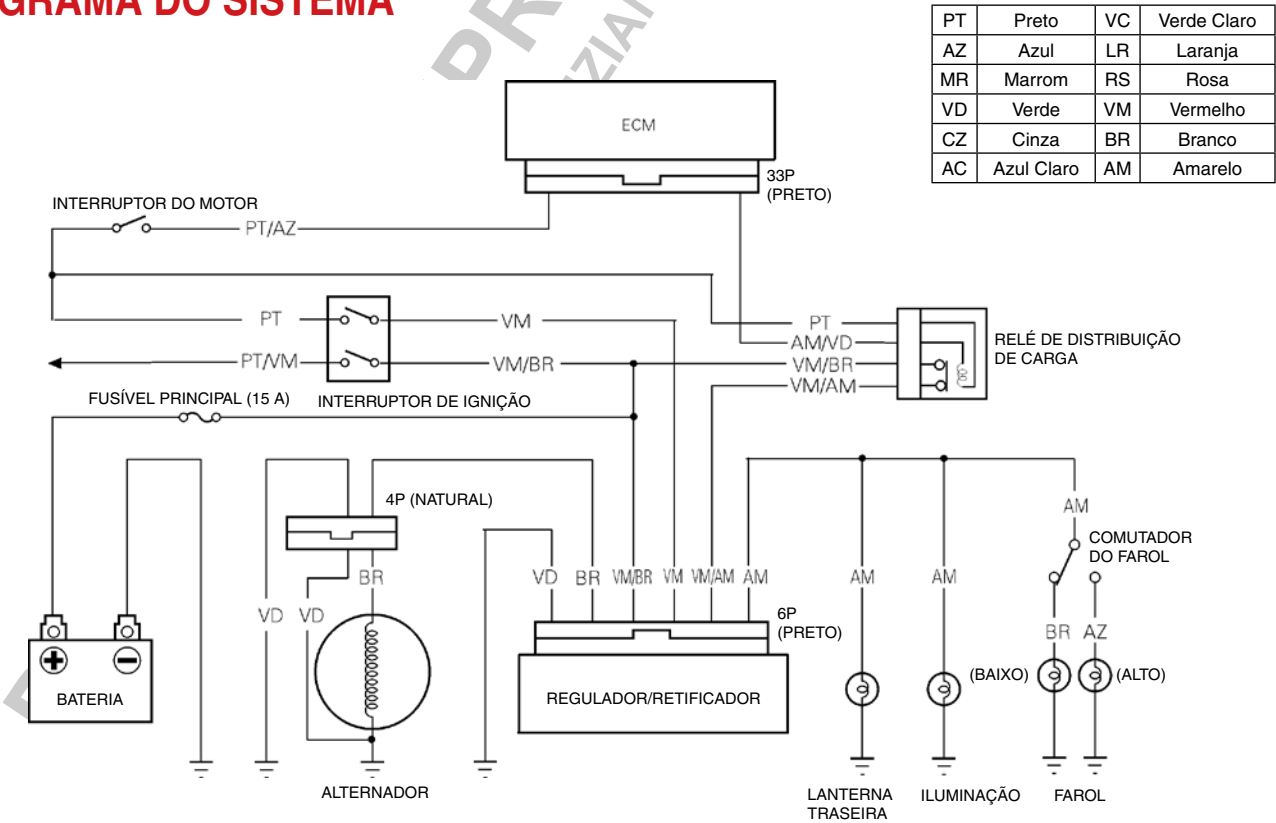 GRAMA DO SISTEMA
PT Preto VC Verde Claro
AZ Azul LR Laranja
MR Marrom RS Rosa
VD Verde VM Vermelho
CZ Cinza BR Branco
AC Azul Claro AM Amarelo
ECM
33P
(PRETO)
INTERRUPTOR DO MOTOR
PT/AZ
PT
VM
PT/VM
VM/BR
INTERRUPTOR DE IGNIÇÃO
PT
AM/VD
VM/BR
VM/AM
RELÉ DE DISTRIBUIÇÃO
DE CARGA
FUSÍVEL PRINCIPAL (15 A)
4P (NATURAL)
BR
VD
VD
VD
BR
VM/BR
VM
VM/AM
AM
6P
(PRETO)
AM
AM
AM
COMUTADOR
DO FAROL
BR
AZ
(BAIXO)
(ALTO)
BATERIA
REGULADOR/RETIFICADOR
ALTERNADOR
LANTERNA
TRASEIRA
ILUMINAÇÃO
FAROL